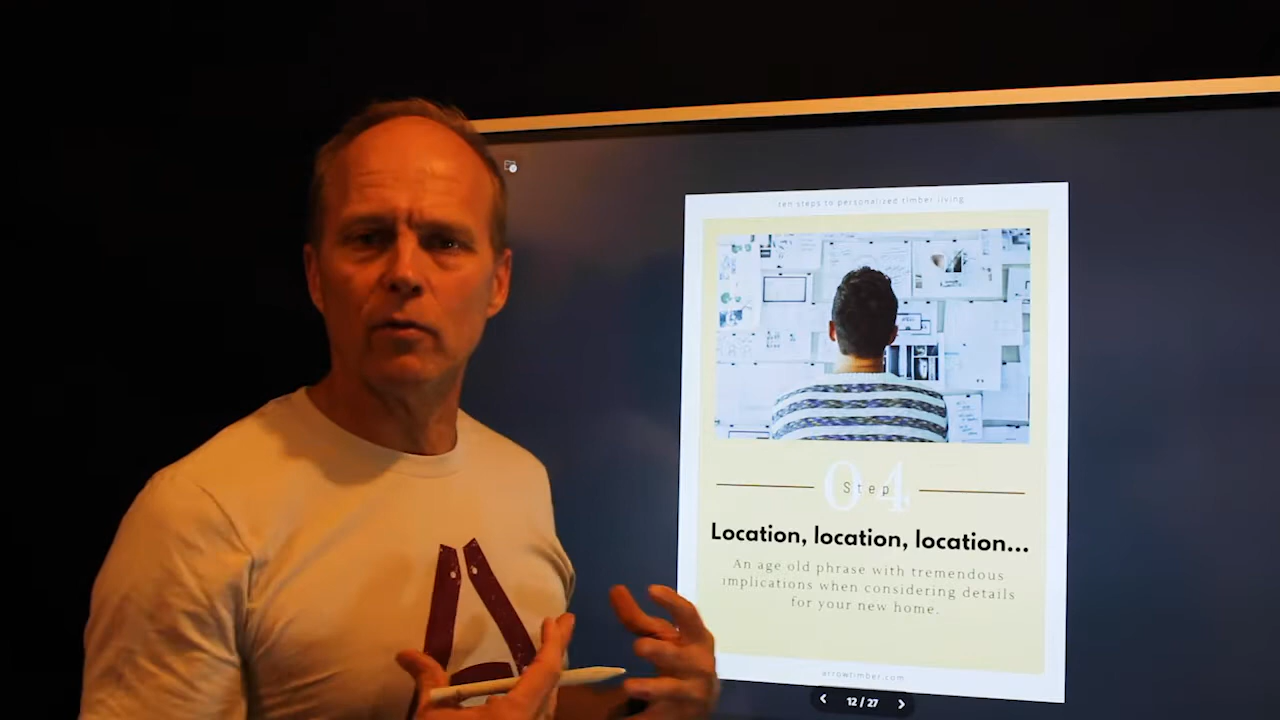 ten steps to personalized timber living
04
Step
Location, location, location...
An age old phrase with tremendous
implications when considering details
for your new home.
arrowtimber.com
12 / 27